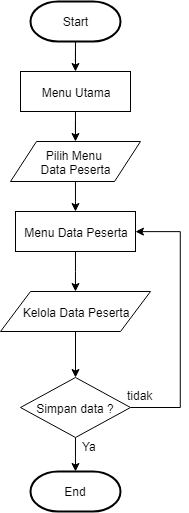 Start
Menu Utama
Pilih Menu
Data Peserta
Menu Data Peserta
Kelola Data Peserta
tidak
Simpan data ?
Ya
End